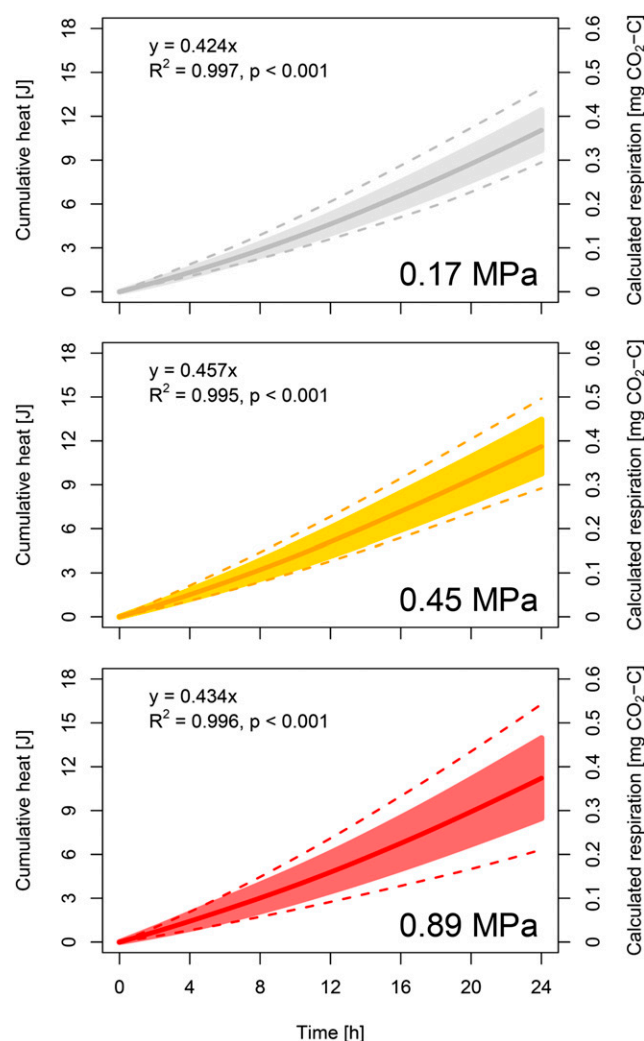 y = 0.424x
R² = 0.997, p < 0.001
Cumulative heat [J]
18
15
12
9
6
3
0
0.6
0.5
0.4
0.3
0.2
0.1
0
Calculated respiration [mg CO₂−C]
0.17 MPa
y = 0.457x
R² = 0.995, p < 0.001
Cumulative heat [J]
18
15
12
9
6
3
0
0.6
0.5
0.4
0.3
0.2
0.1
0
Calculated respiration [mg CO₂−C]
0.45 MPa
y = 0.434x
R² = 0.996, p < 0.001
Cumulative heat [J]
18
15
12
9
6
3
0
0.6
0.5
0.4
0.3
0.2
0.1
0
Calculated respiration [mg CO₂−C]
0.89 MPa
0 4 8 12 16 20 24
Time [h]